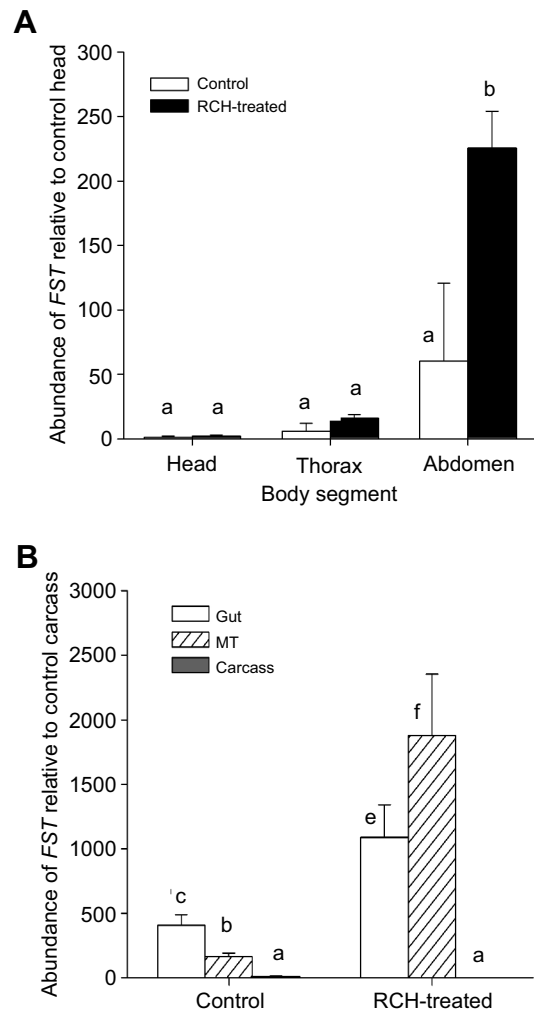 A
Abundance of FST relative to control head
300
250
200
150
100
50
0
Control
RCH-treated
a
a
a
a
a
b
Head
Thorax
Abdomen
Body segment
B
Abundance of FST relative to control carcass
3000
2500
2000
1500
1000
500
0
Gut
MT
Carcass
c
b
a
e
f
a
Control
RCH-treated